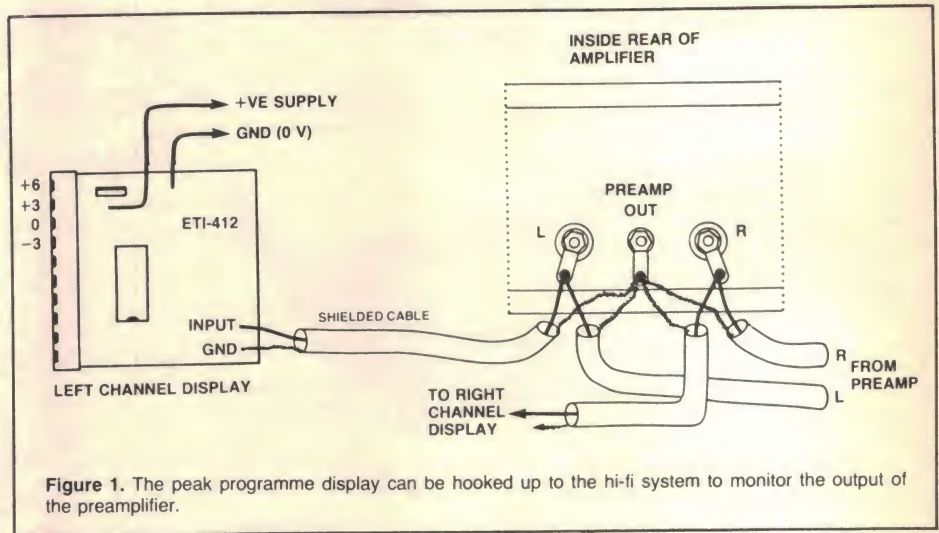 INSIDE REAR OF
AMPLIFIER
+VE SUPPLY
GND (0 V)
+6
+3
0
−3
ETI-412
PREAMP
OUT
L
R
INPUT
GND
SHIELDED CABLE
LEFT CHANNEL DISPLAY
TO RIGHT
CHANNEL
DISPLAY
R
L
FROM
PREAMP
Figure 1. The peak programme display can be hooked up to the hi-fi system to monitor the output of
the preamplifier.